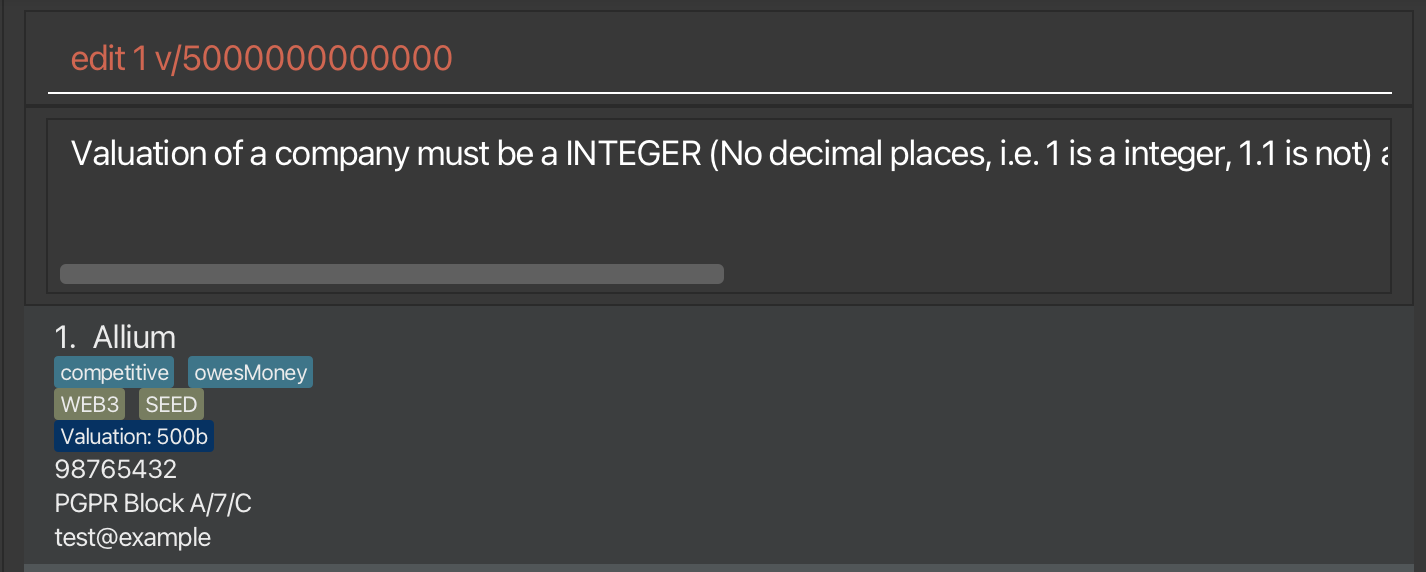 edit 1 v/5000000000000
Valuation of a company must be a INTEGER (No decimal places, i.e. 1 is a integer, 1.1 is not)
1. Allium
competitive owesMoney
WEB3 SEED
Valuation: 500b
98765432
PGPR Block A/7/C
test@example